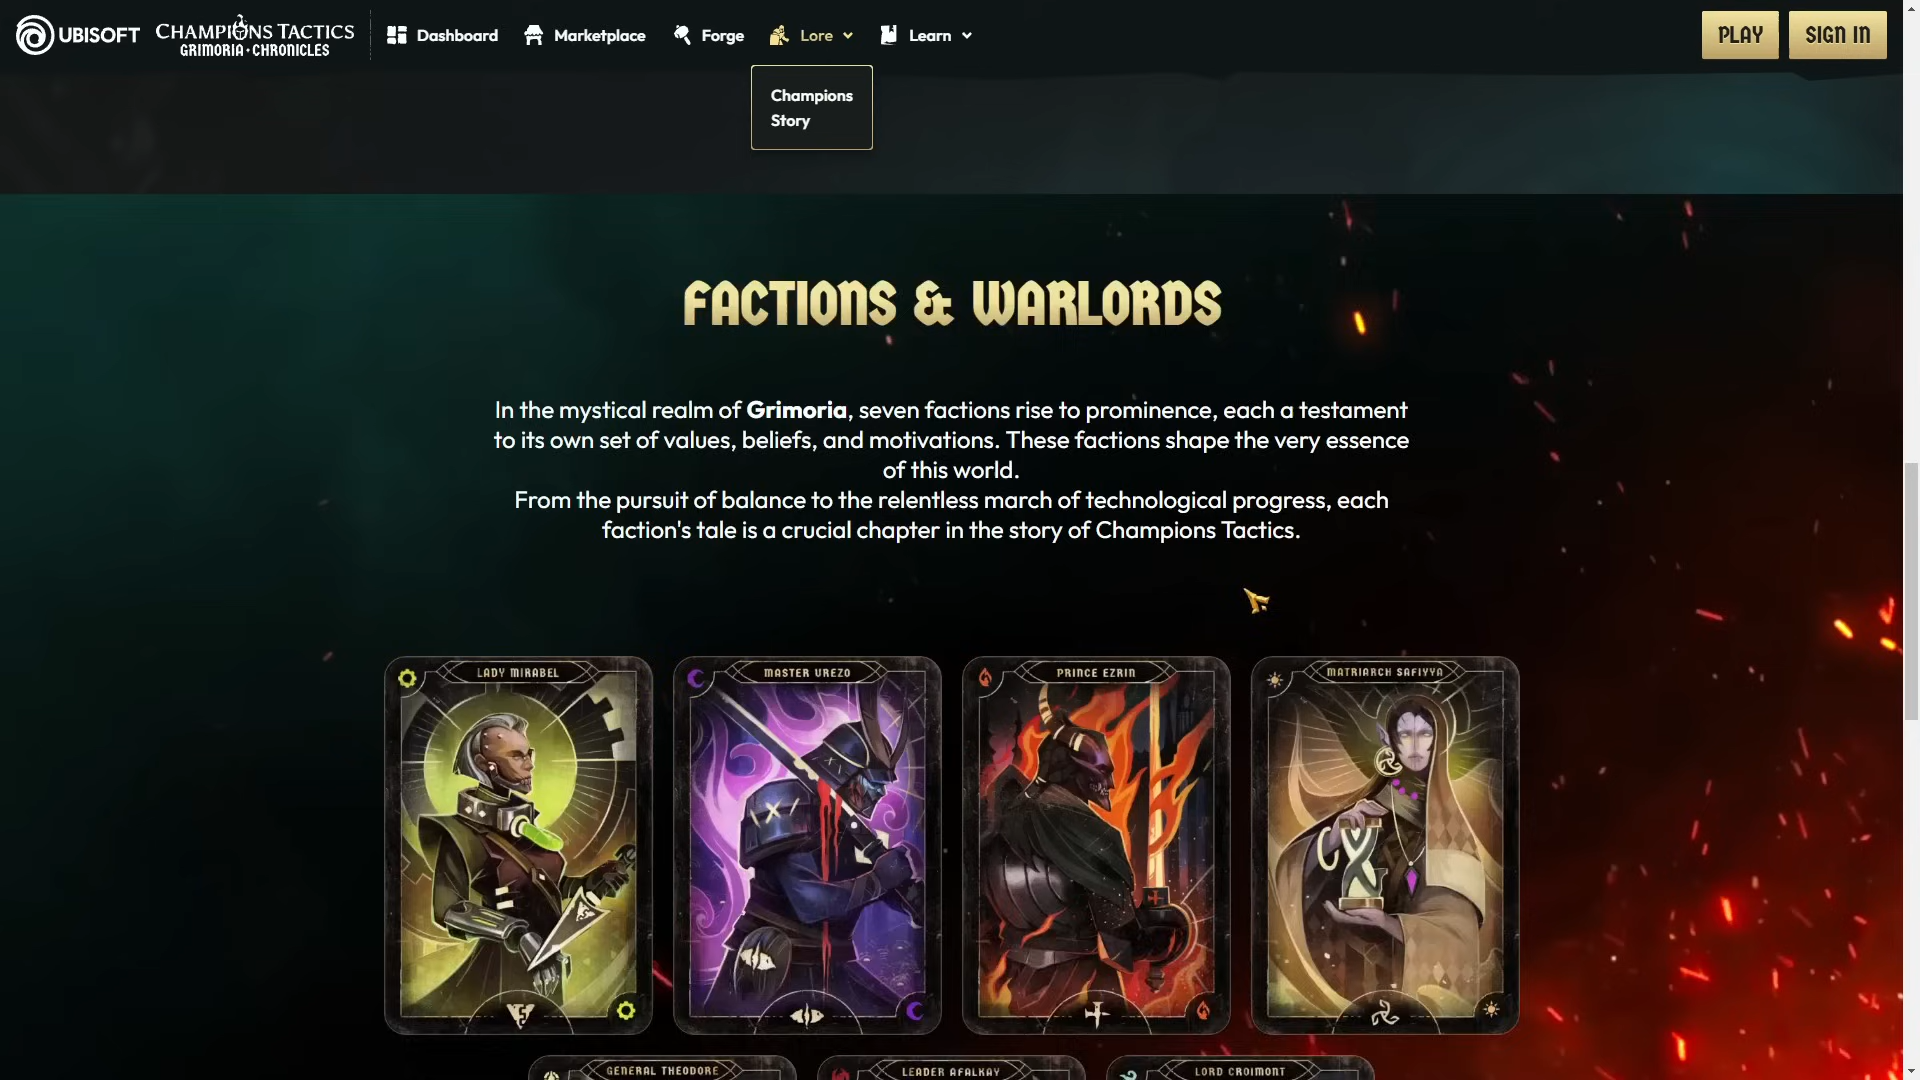 UBISOFT
CHAMPIONS TACTICS
GRIMORIA · CHRONICLES
Dashboard
Marketplace
Forge
Lore
Learn
PLAY
SIGN IN
Champions
Story
FACTIONS & WARLORDS
In the mystical realm of Grimoria, seven factions rise to prominence, each a testament
to its own set of values, beliefs, and motivations. These factions shape the very essence
of this world.
From the pursuit of balance to the relentless march of technological progress, each
faction's tale is a crucial chapter in the story of Champions Tactics.
LADY MIRABEL
MASTER UREZO
PRINCE EZRIN
MATRIARCH SAFIYYA
GENERAL THEODORE
LEADER AFALKAY
LORD CROIMONT